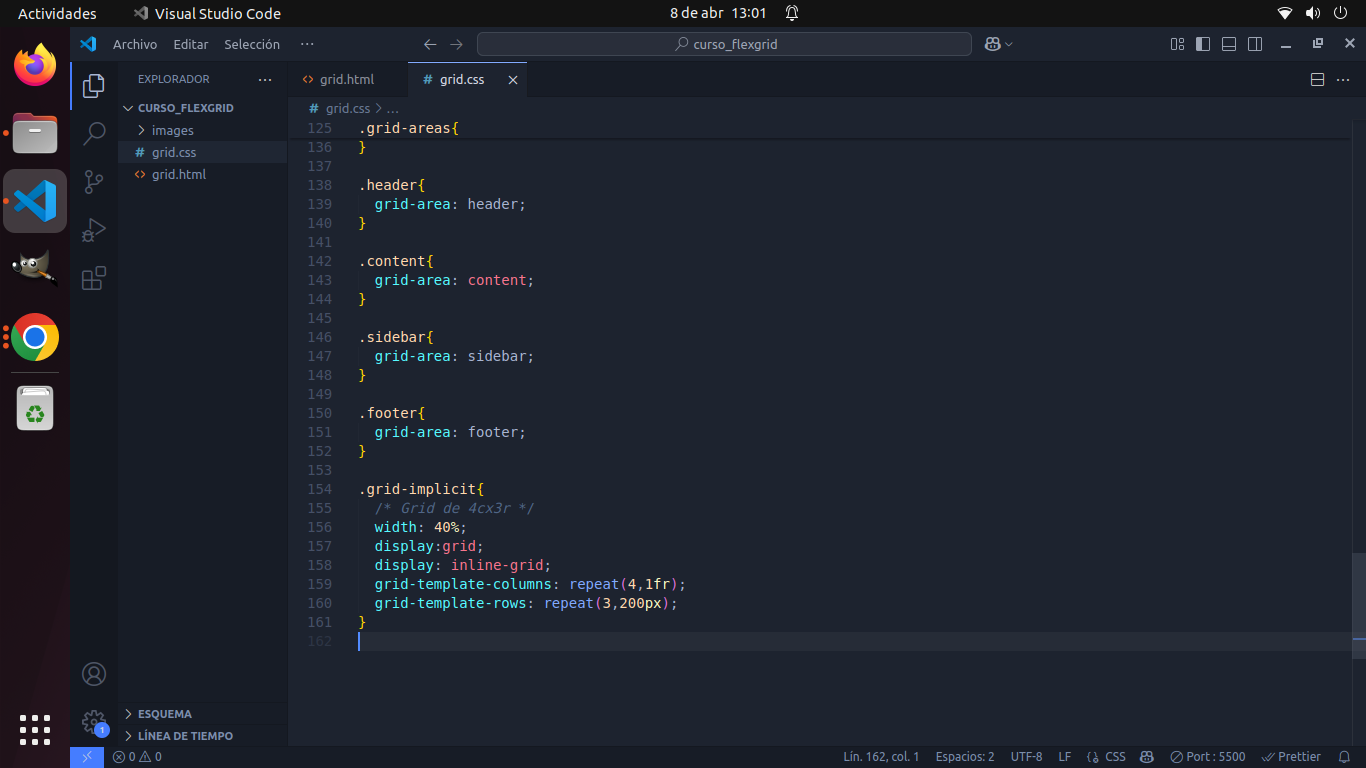 Actividades
Visual Studio Code
8 de abr 13:01
Archivo Editar Selección ···
curso_flexgrid
EXPLORADOR ···
grid.html
# grid.css
CURSO_FLEXGRID
images
# grid.css
grid.html
# grid.css > ...
125 .grid-areas{
136 }
137
138 .header{
139 grid-area: header;
140 }
141
142 .content{
143 grid-area: content;
144 }
145
146 .sidebar{
147 grid-area: sidebar;
148 }
149
150 .footer{
151 grid-area: footer;
152 }
153
154 .grid-implicit{
155 /* Grid de 4cx3r */
156 width: 40%;
157 display:grid;
158 display: inline-grid;
159 grid-template-columns: repeat(4,1fr);
160 grid-template-rows: repeat(3,200px);
161 }
162
ESQUEMA
LÍNEA DE TIEMPO
1
0 0
Lín. 162, col. 1
Espacios: 2
UTF-8
LF
CSS
Port : 5500
Prettier